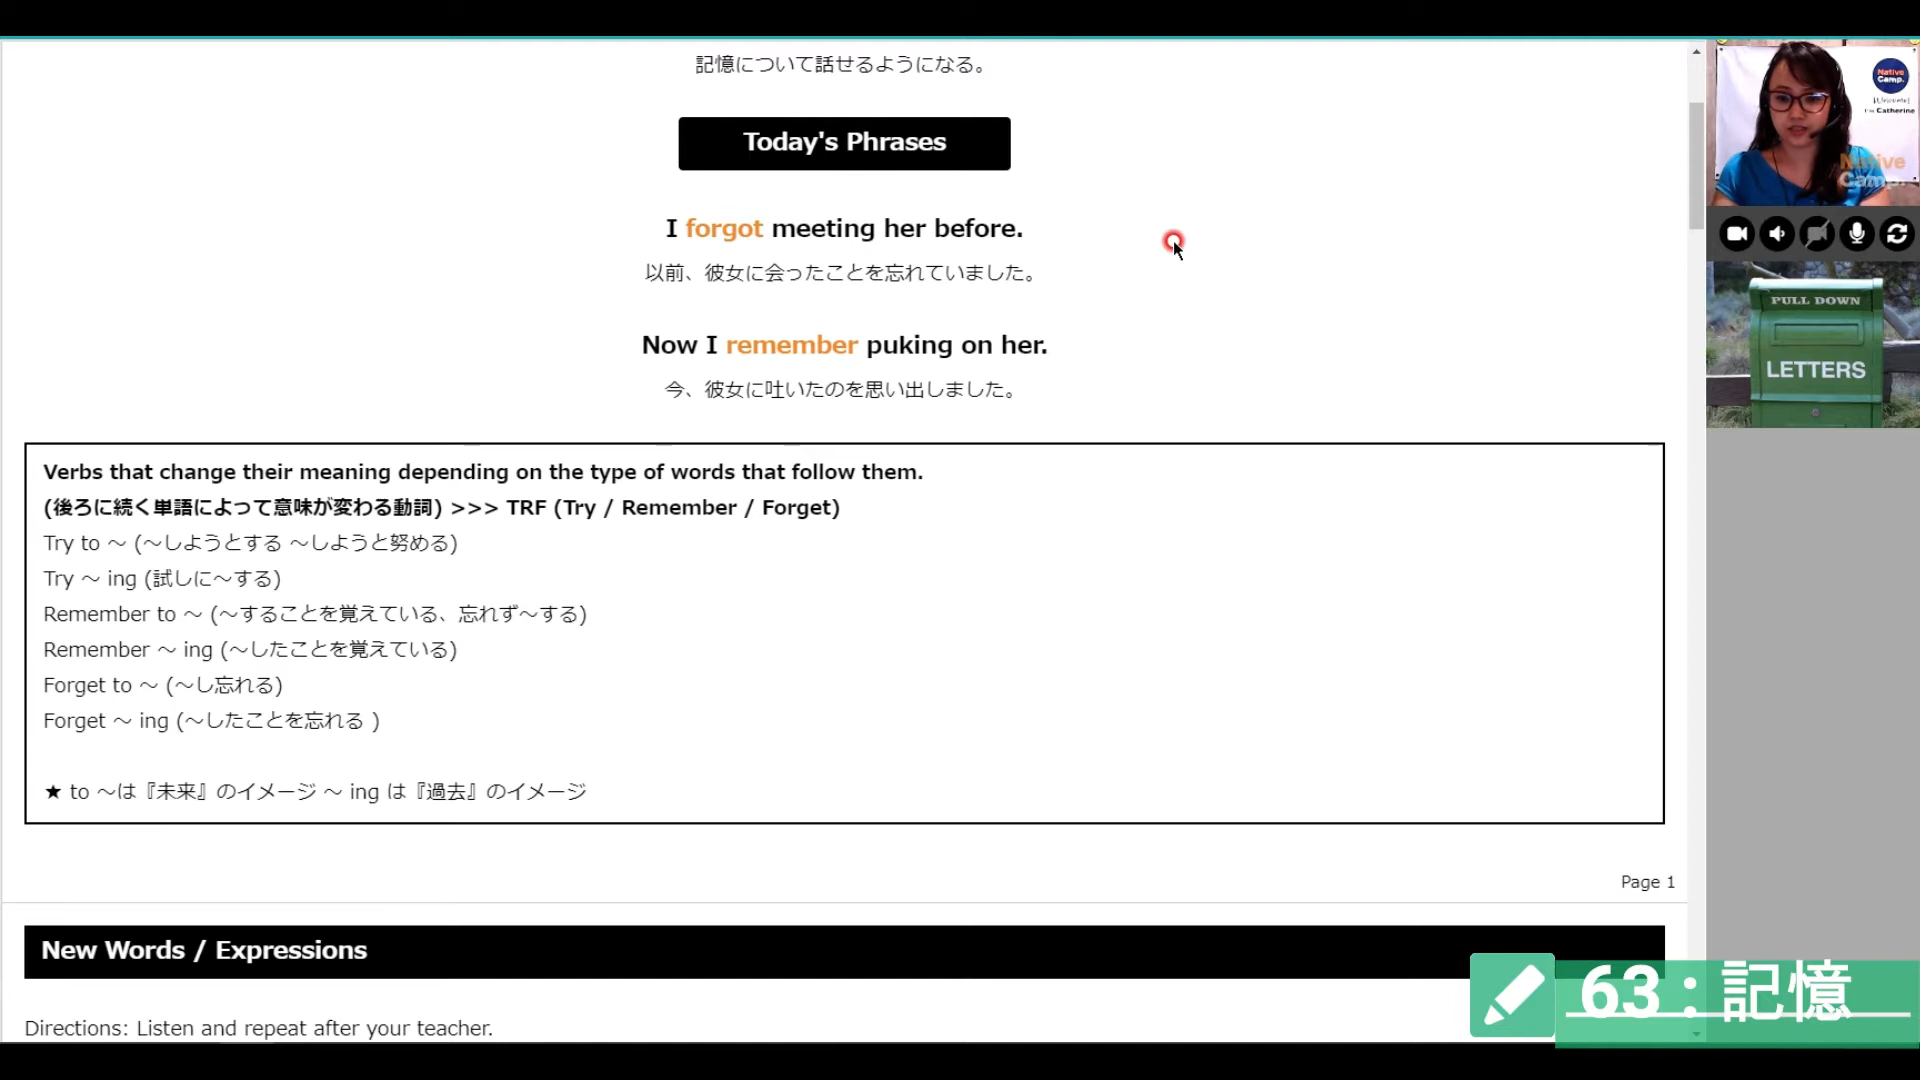 記憶について話せるようになる。
Today's Phrases
I forgot meeting her before.
以前、彼女に会ったことを忘れていました。
Now I remember puking on her.
今、彼女に吐いたのを思い出しました。
Verbs that change their meaning depending on the type of words that follow them.
(後ろに続く単語によって意味が変わる動詞) >>> TRF (Try / Remember / Forget)
Try to ～ (～しようとする ～しようと努める)
Try ～ ing (試しに～する)
Remember to ～ (～することを覚えている、忘れず～する)
Remember ～ ing (～したことを覚えている)
Forget to ～ (～し忘れる)
Forget ～ ing (～したことを忘れる )
★ to ～は『未来』のイメージ ～ ing は『過去』のイメージ
Page 1
New Words / Expressions
Directions: Listen and repeat after your teacher.
Native
Camp.
I'm Catherine
Native
Camp.
PULL DOWN
LETTERS
63：記憶